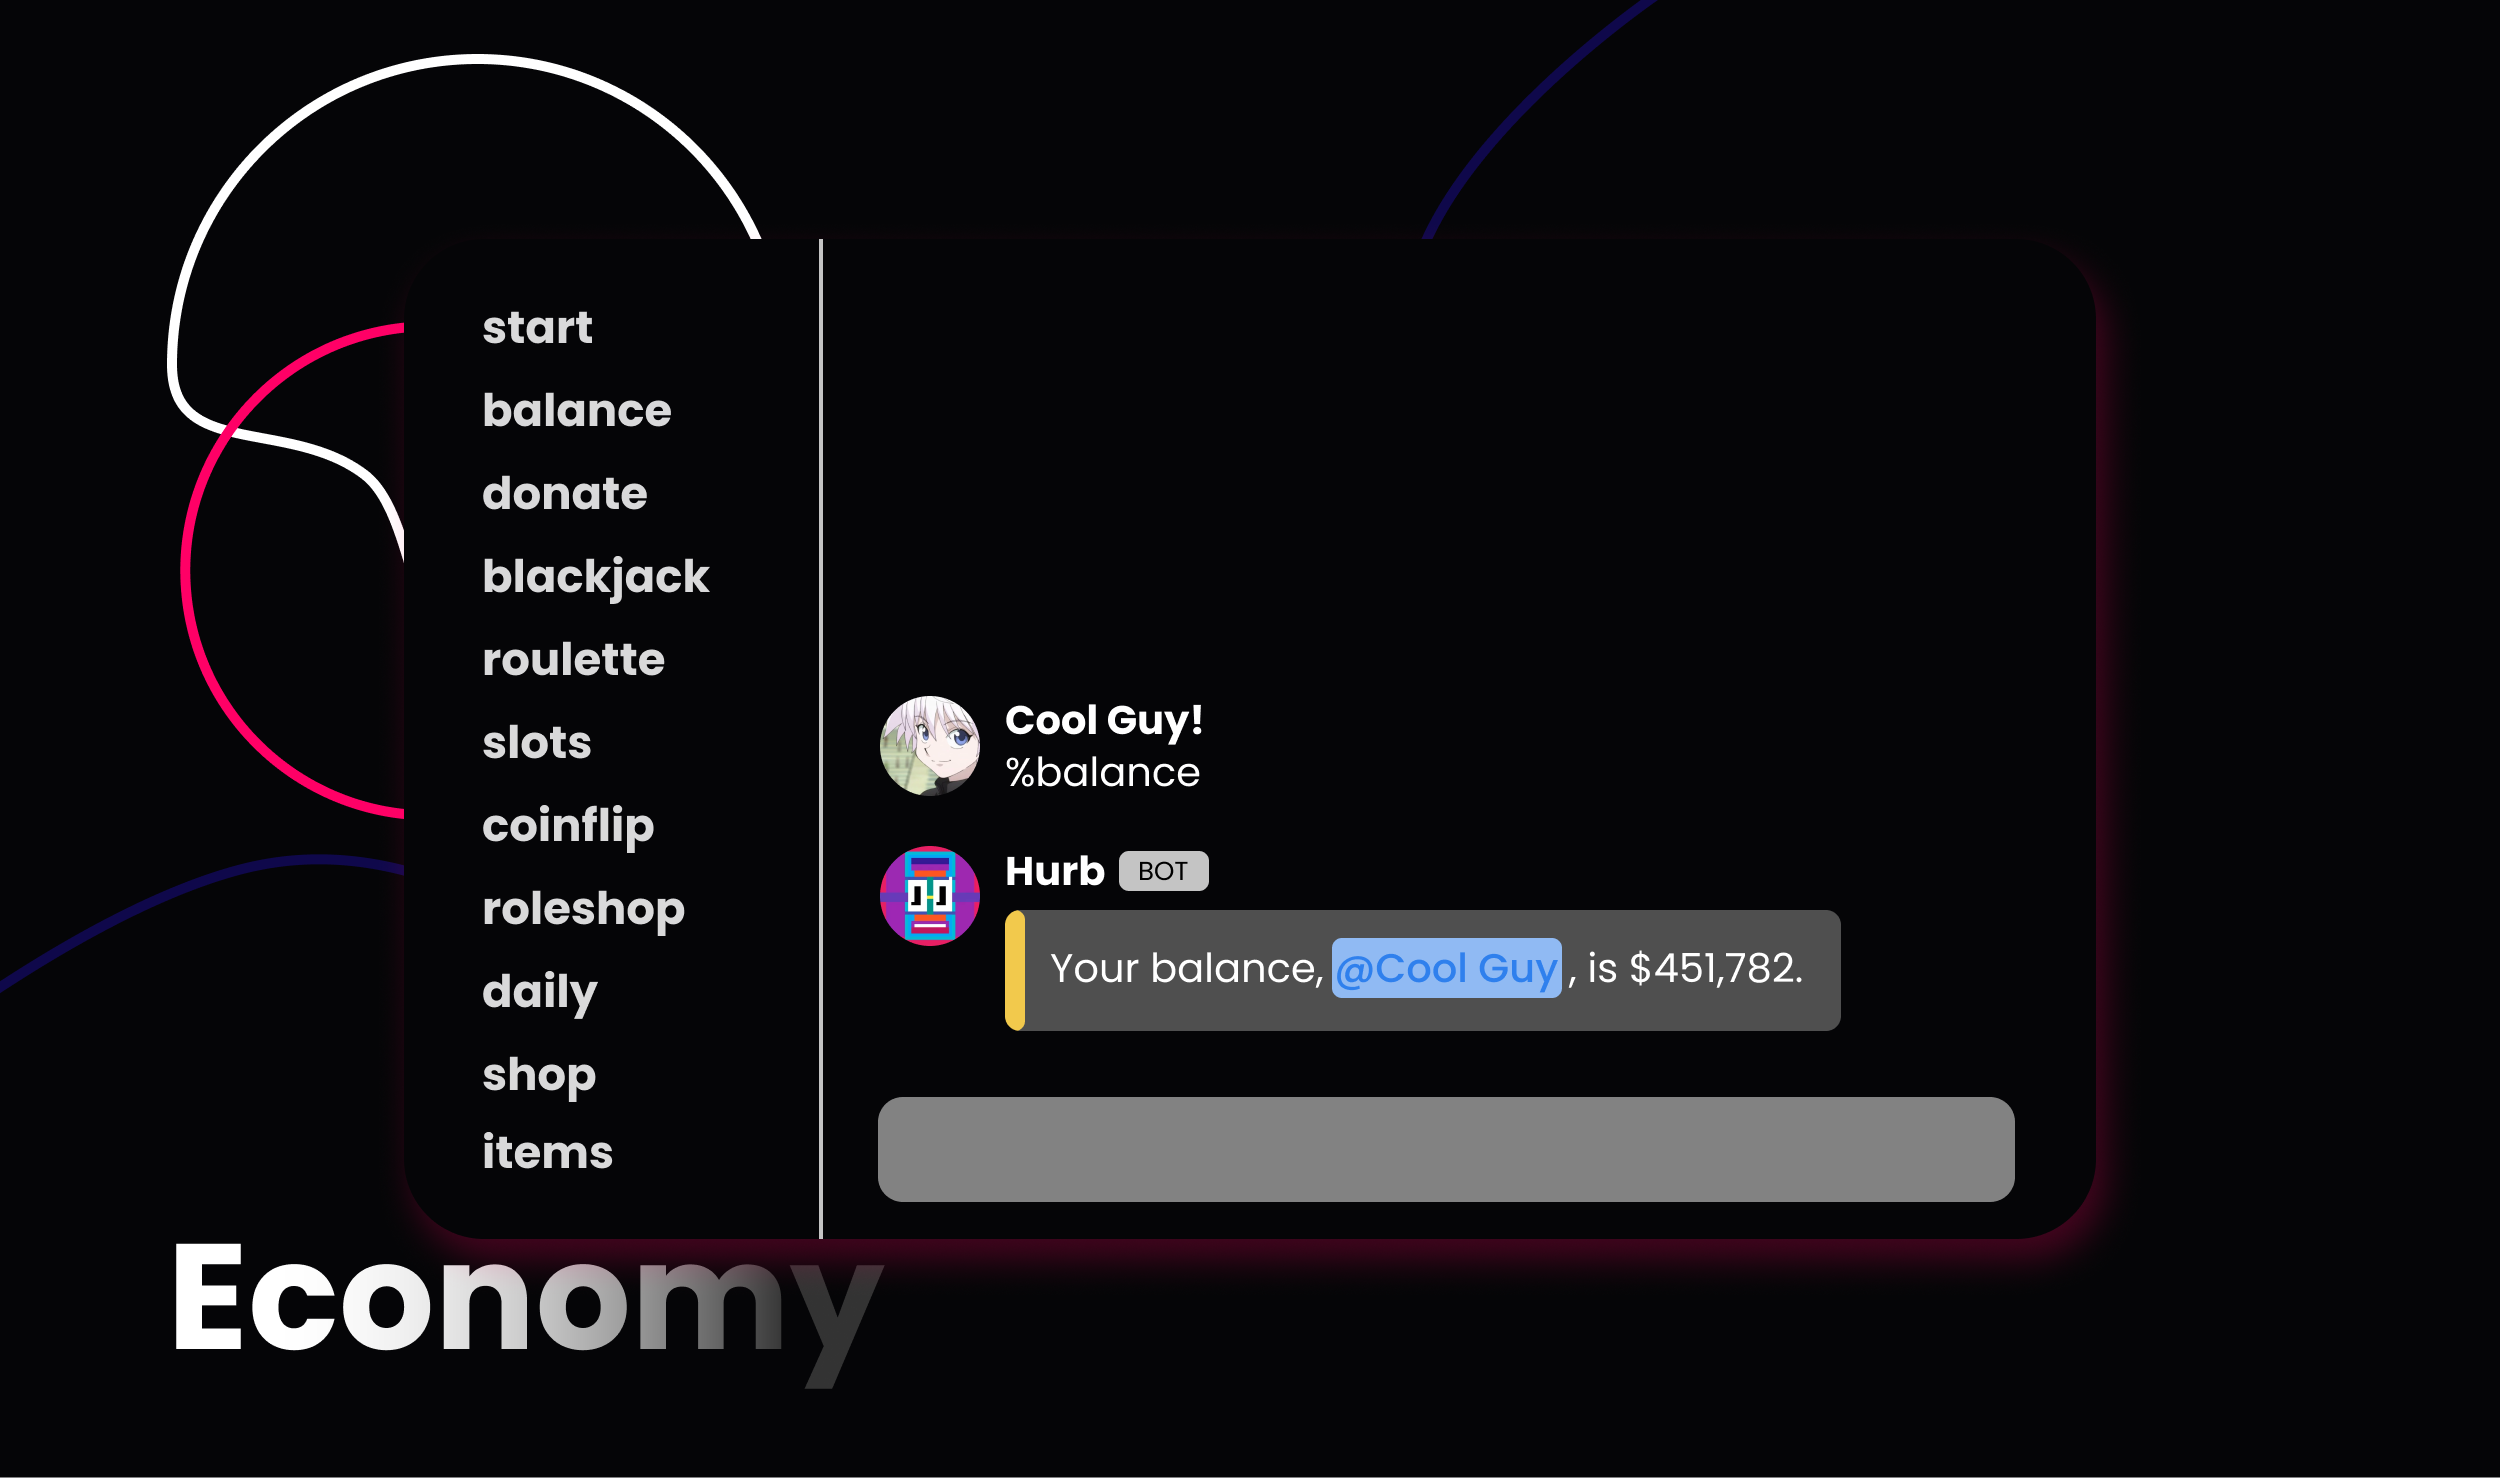 start
balance
donate
blackjack
roulette
slots
coinflip
roleshop
daily
shop
items
Cool Guy!
%balance
Hurb BOT
Your balance, @Cool Guy , is $451,782.
Economy